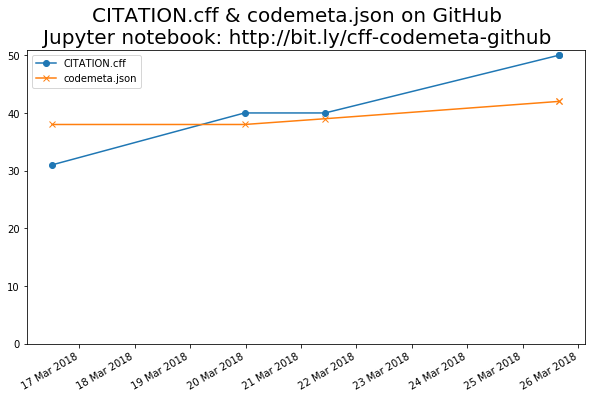 CITATION.cff & codemeta.json on GitHub
Jupyter notebook: http://bit.ly/cff-codemeta-github
CITATION.cff
codemeta.json
50
40
30
20
10
0
17 Mar 2018
18 Mar 2018
19 Mar 2018
20 Mar 2018
21 Mar 2018
22 Mar 2018
23 Mar 2018
24 Mar 2018
25 Mar 2018
26 Mar 2018